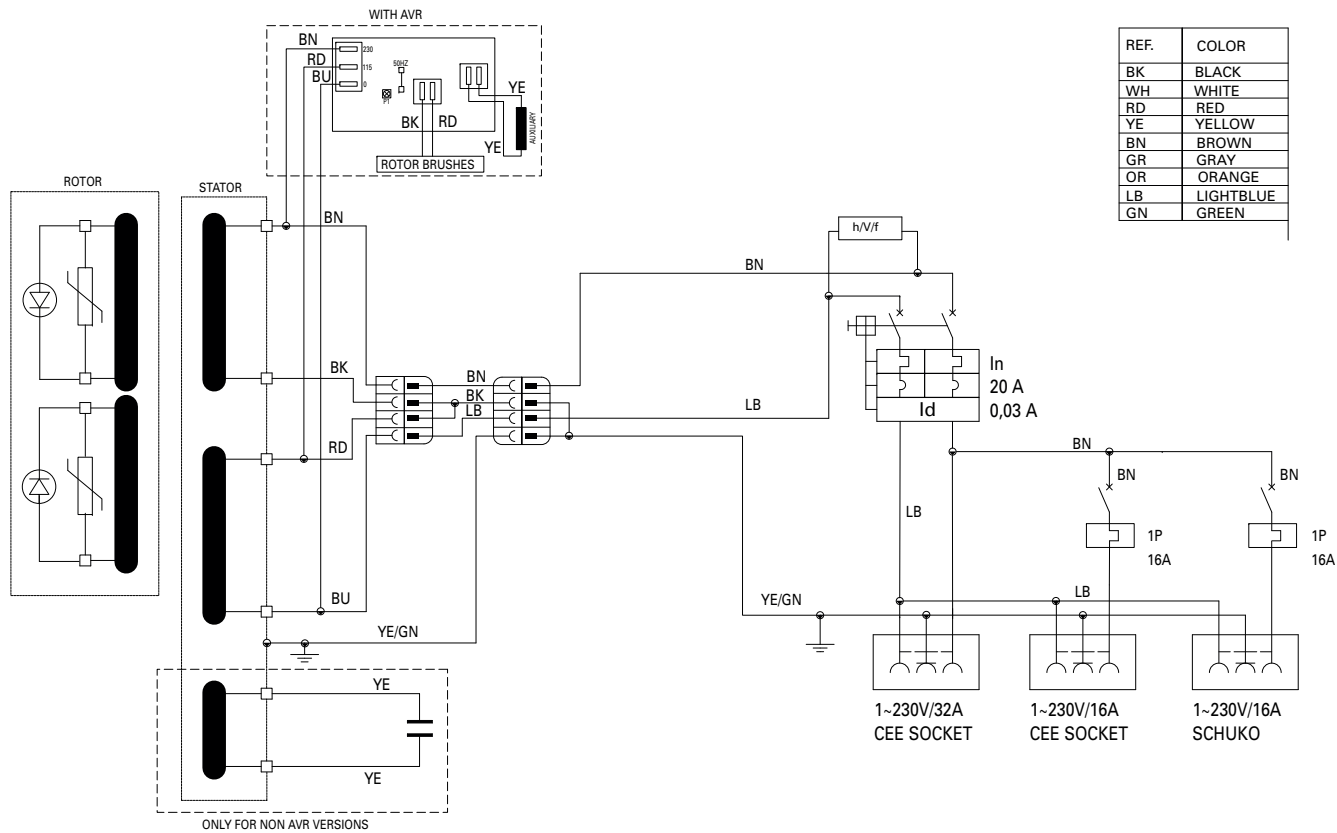 WITH AVR
BN
RD
BU
230
115
0
50HZ
P1
BK
RD
YE
YE
AUXILIARY
ROTOR BRUSHES
REF. COLOR
BK BLACK
WH WHITE
RD RED
YE YELLOW
BN BROWN
GR GRAY
OR ORANGE
LB LIGHTBLUE
GN GREEN
ROTOR
STATOR
BN
BK
RD
BU
YE/GN
BN
BK
LB
BN
LB
h/V/f
In
20 A
Id 0,03 A
BN
BN
BN
LB
1P
16A
1P
16A
LB
YE/GN
1~230V/32A
CEE SOCKET
1~230V/16A
CEE SOCKET
1~230V/16A
SCHUKO
YE
YE
ONLY FOR NON AVR VERSIONS